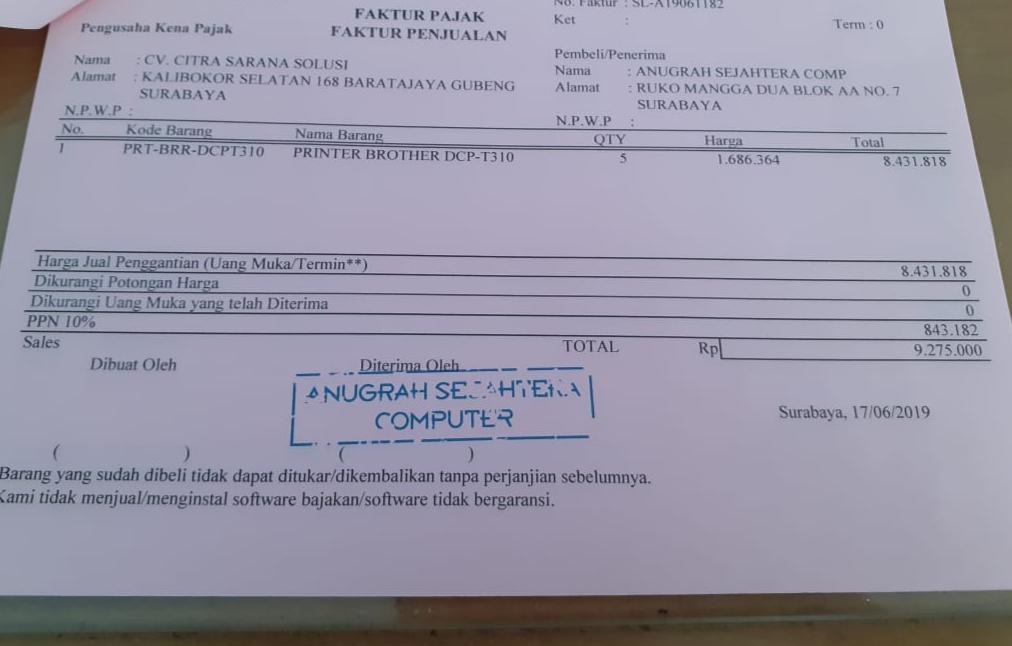 No. Faktur : SL-A19061182
FAKTUR PAJAK
Ket :
Term : 0
Pengusaha Kena Pajak
FAKTUR PENJUALAN
Pembeli/Penerima
Nama : CV. CITRA SARANA SOLUSI
Nama : ANUGRAH SEJAHTERA COMP
Alamat : KALIBOKOR SELATAN 168 BARATAJAYA GUBENG
SURABAYA
Alamat : RUKO MANGGA DUA BLOK AA NO. 7
SURABAYA
N.P.W.P :
N.P.W.P :
No. Kode Barang Nama Barang QTY Harga Total
1 PRT-BRR-DCPT310 PRINTER BROTHER DCP-T310 5 1.686.364 8.431.818
Harga Jual Penggantian (Uang Muka/Termin**) 8.431.818
Dikurangi Potongan Harga 0
Dikurangi Uang Muka yang telah Diterima 0
PPN 10% 843.182
Sales TOTAL Rp 9.275.000
Dibuat Oleh Diterima Oleh
ANUGRAH SEJAHTERA
COMPUTER
Surabaya, 17/06/2019
( ) ( )
Barang yang sudah dibeli tidak dapat ditukar/dikembalikan tanpa perjanjian sebelumnya.
Kami tidak menjual/menginstal software bajakan/software tidak bergaransi.